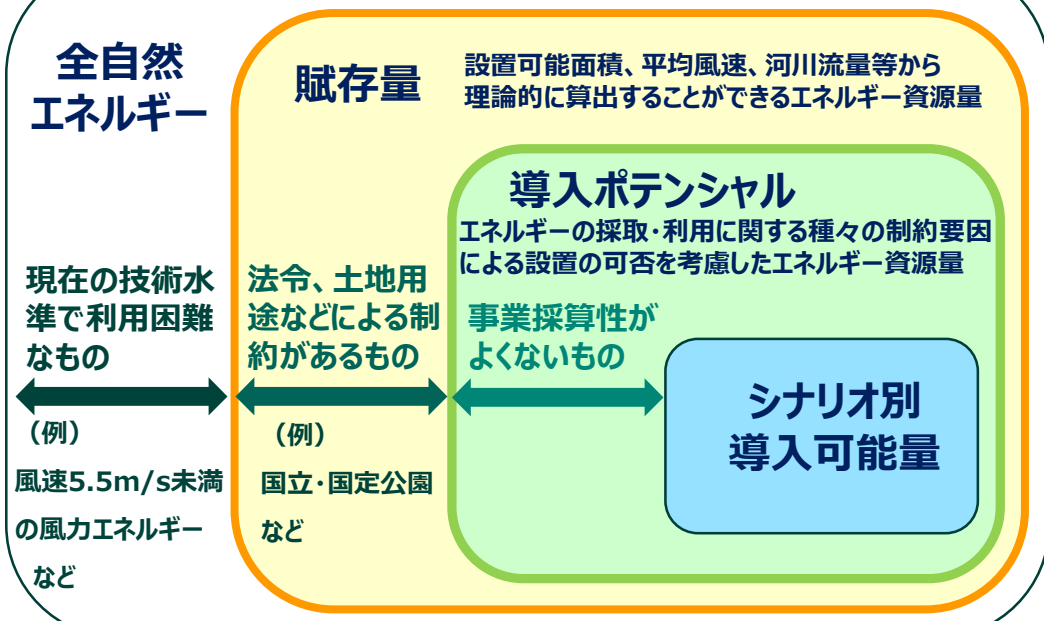 全自然
エネルギー
賦存量
設置可能面積、平均風速、河川流量等から
理論的に算出することができるエネルギー資源量
導入ポテンシャル
エネルギーの採取・利用に関する種々の制約要因
による設置の可否を考慮したエネルギー資源量
現在の技術水
準で利用困難
なもの
法令、土地用
途などによる制
約があるもの
事業採算性が
よくないもの
シナリオ別
導入可能量
（例）
風速5.5m/s未満
の風力エネルギー
など
（例）
国立・国定公園
など